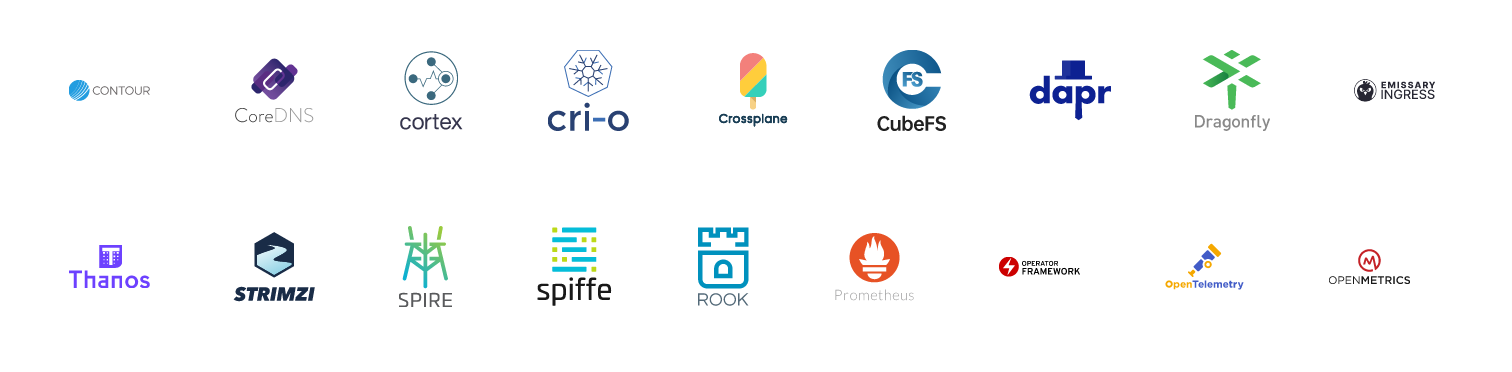 CONTOUR
CoreDNS
cortex
cri-o
Crossplane
FS
CubeFS
dapr
Dragonfly
EMISSARY
INGRESS
Thanos
STRIMZI
SPIRE
spiffe
ROOK
Prometheus
OPERATOR
FRAMEWORK
OpenTelemetry
OPENMETRICS